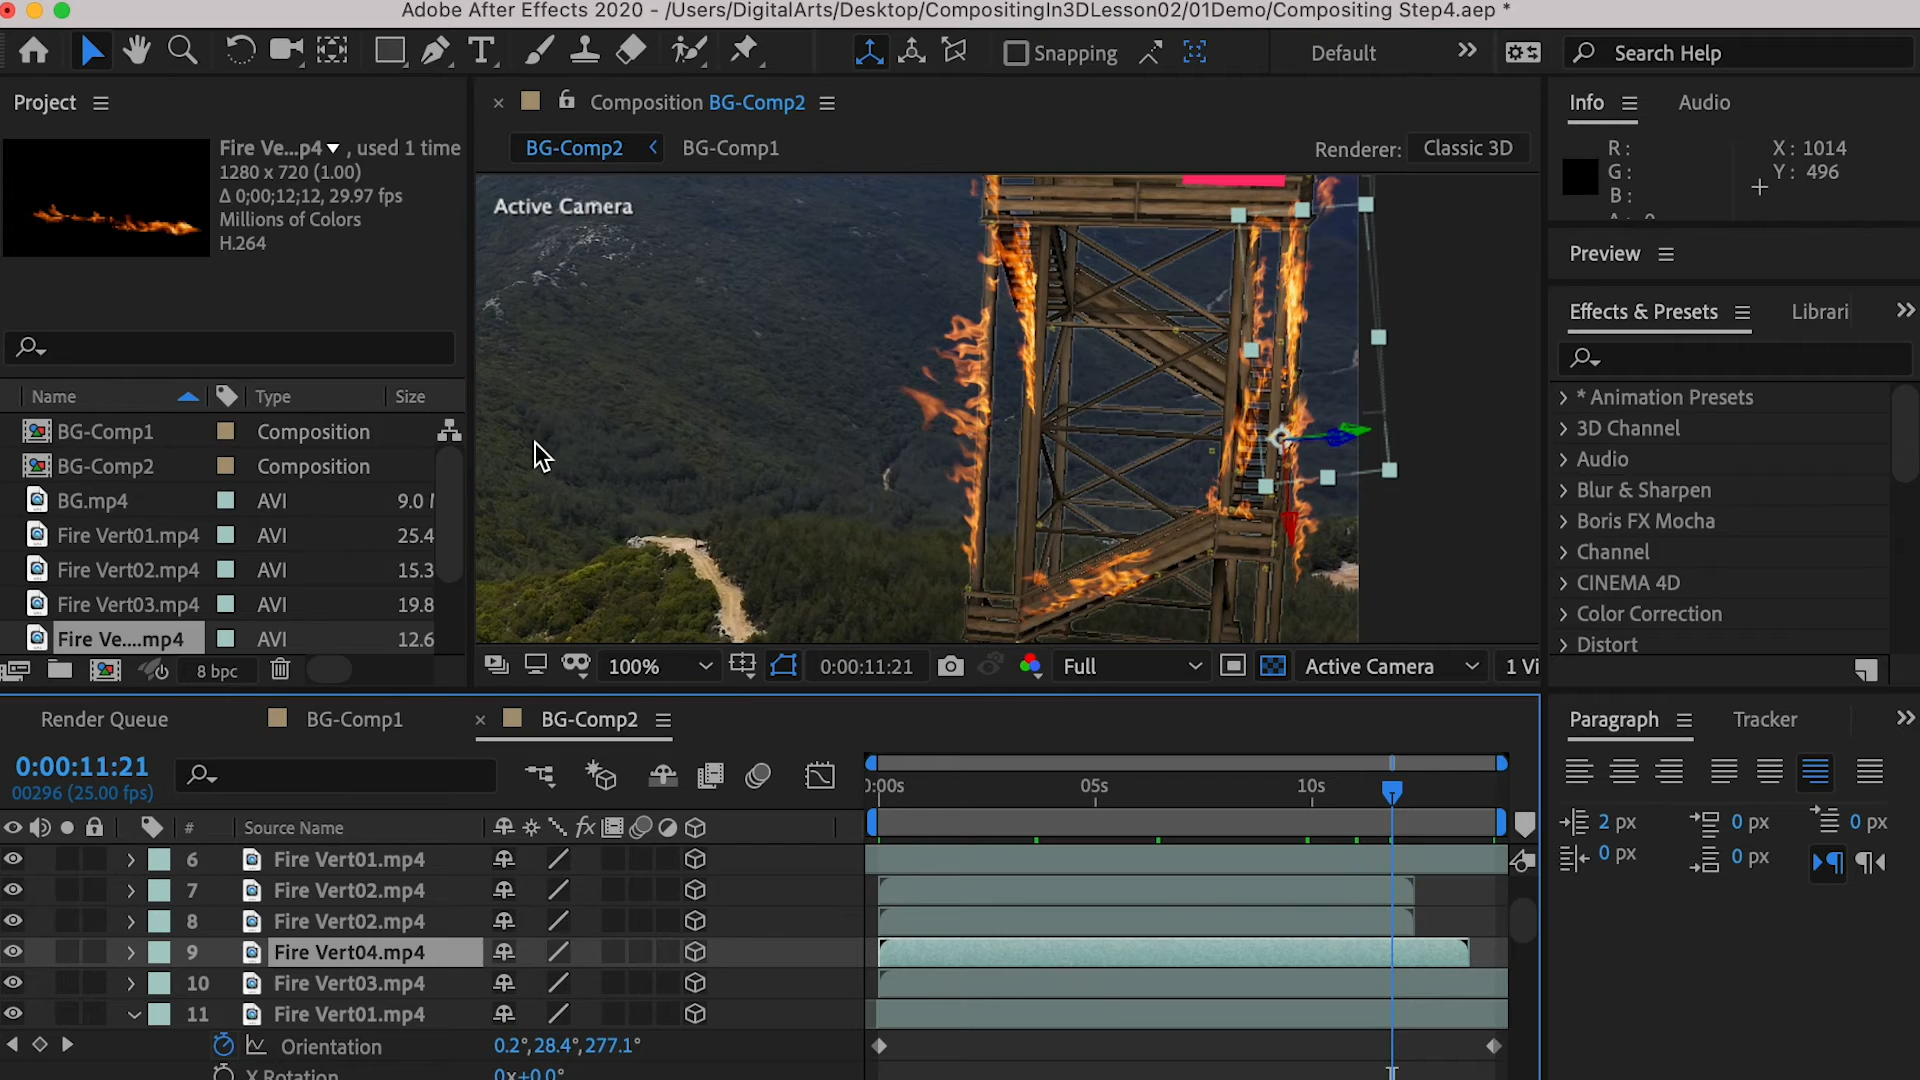 Adobe After Effects 2020 - /Users/DigitalArts/Desktop/CompositingIn3DLesson02/01Demo/Compositing Step4.aep *
Snapping
Default
Search Help
Project
Fire Ve...p4 , used 1 time
1280 x 720 (1.00)
Δ 0;00;12;12, 29.97 fps
Millions of Colors
H.264
Name
Type
Size
BG-Comp1 Composition
BG-Comp2 Composition
BG.mp4 AVI 9.0
Fire Vert01.mp4 AVI 25.4
Fire Vert02.mp4 AVI 15.3
Fire Vert03.mp4 AVI 19.8
Fire Ve....mp4 AVI 12.6
8 bpc
Composition BG-Comp2
BG-Comp2 BG-Comp1
Renderer: Classic 3D
Active Camera
100%
0:00:11:21
Full
Active Camera
1 Vi
Info Audio
R :
G :
B :
X : 1014
Y : 496
Preview
Effects & Presets Librari
* Animation Presets
3D Channel
Audio
Blur & Sharpen
Boris FX Mocha
Channel
CINEMA 4D
Color Correction
Distort
Render Queue
BG-Comp1
BG-Comp2
0:00:11:21
00296 (25.00 fps)
:00s 05s 10s
# Source Name fx
6 Fire Vert01.mp4
7 Fire Vert02.mp4
8 Fire Vert02.mp4
9 Fire Vert04.mp4
10 Fire Vert03.mp4
11 Fire Vert01.mp4
Orientation 0.2°,28.4°,277.1°
X Rotation 0x+0.0°
Paragraph Tracker
2 px 0 px 0 px
0 px 0 px